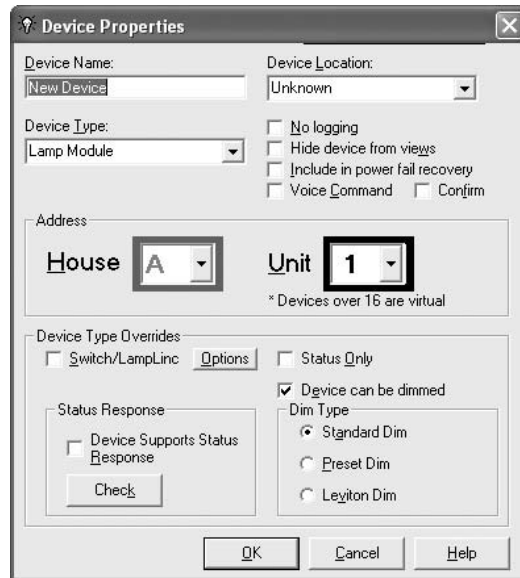 Device Properties
Device Name: Device Location:
New Device Unknown
Device Type: No logging
Lamp Module Hide device from views
Include in power fail recovery
Voice Command Confirm
Address
House A Unit 1
* Devices over 16 are virtual
Device Type Overrides
Switch/LampLinc Options Status Only
Device can be dimmed
Status Response Dim Type
Device Supports Status Response Standard Dim
Check Preset Dim
Leviton Dim
OK Cancel Help